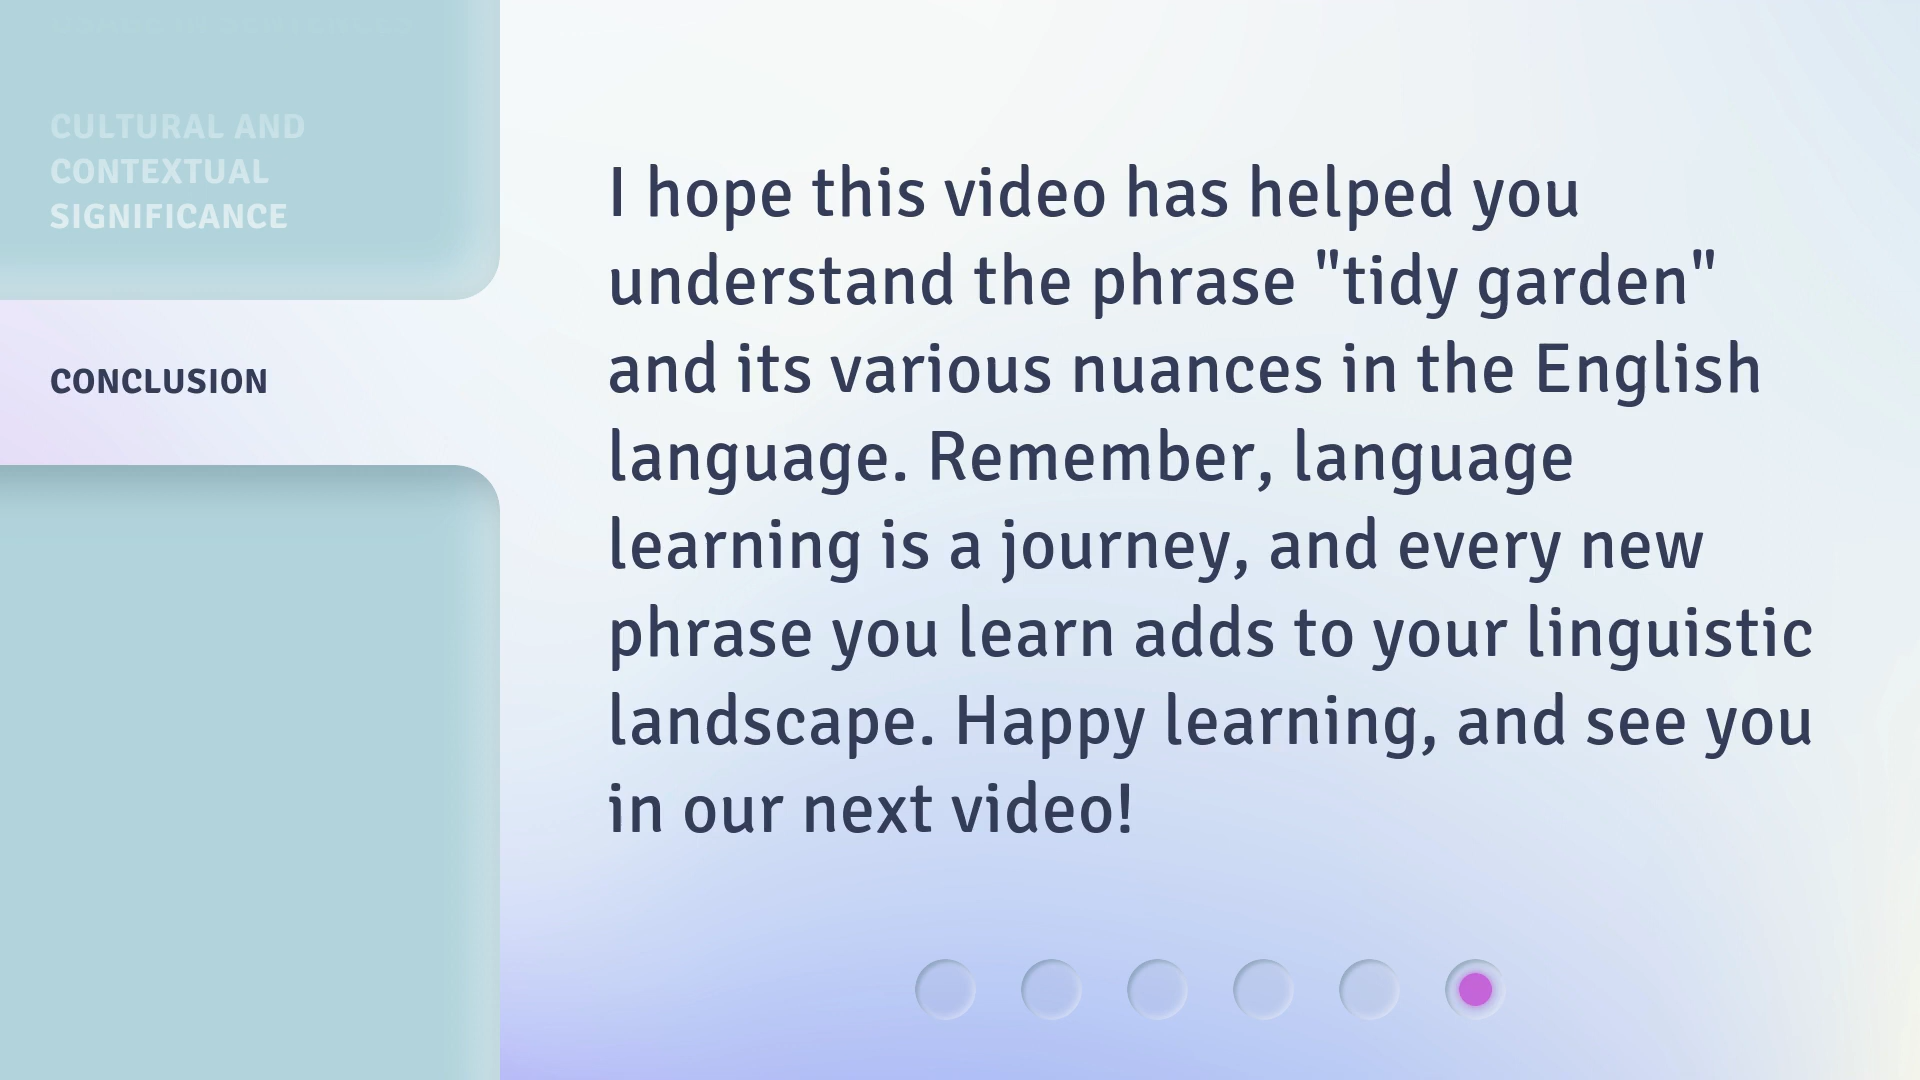 CULTURAL AND
CONTEXTUAL
SIGNIFICANCE
CONCLUSION
I hope this video has helped you
understand the phrase "tidy garden"
and its various nuances in the English
language. Remember, language
learning is a journey, and every new
phrase you learn adds to your linguistic
landscape. Happy learning, and see you
in our next video!